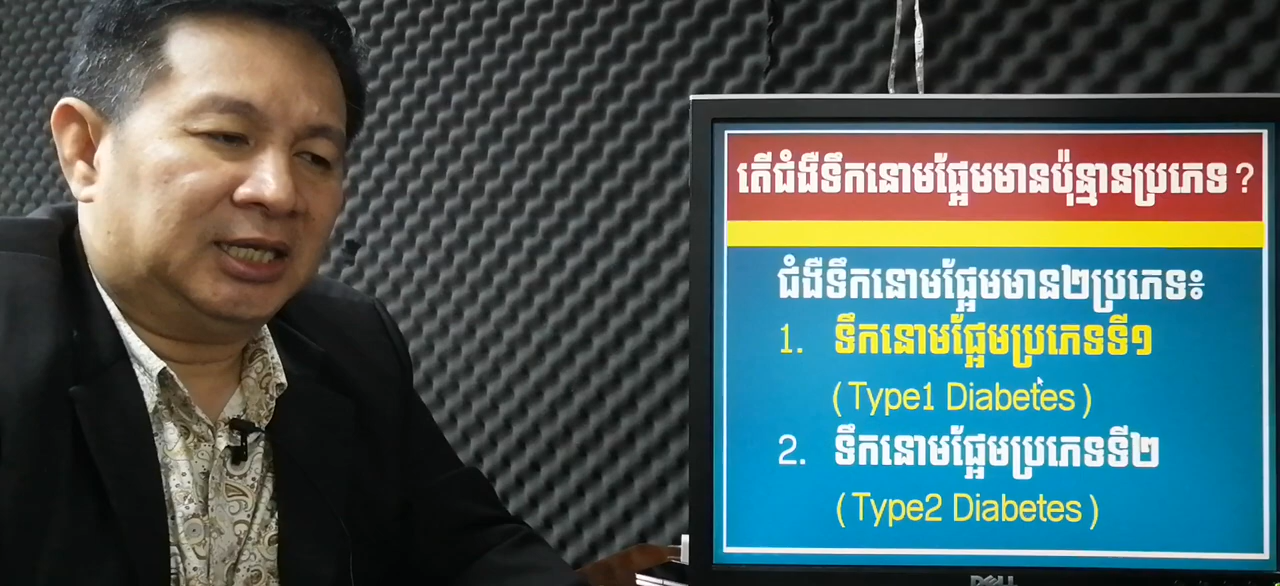 តើជំងឺទឹកនោមផ្អែមមានប៉ុន្មានប្រភេទ ?
ជំងឺទឹកនោមផ្អែមមាន២ប្រភេទ៖
1. ទឹកនោមផ្អែមប្រភេទទី១
( Type1 Diabetes )
2. ទឹកនោមផ្អែមប្រភេទទី២
( Type2 Diabetes )
DELL